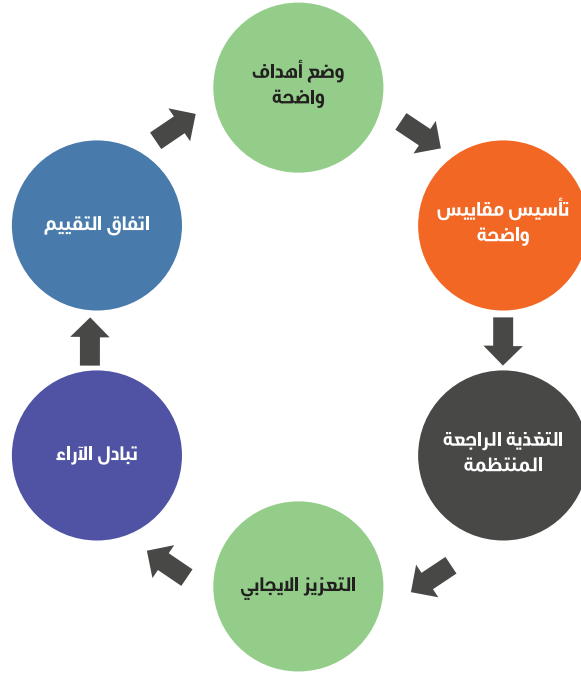 وضع أهداف
واضحة
تأسيس مقاييس
واضحة
التغذية الراجعة
المنتظمة
التعزيز الايجابي
تبادل الآراء
اتفاق التقييم